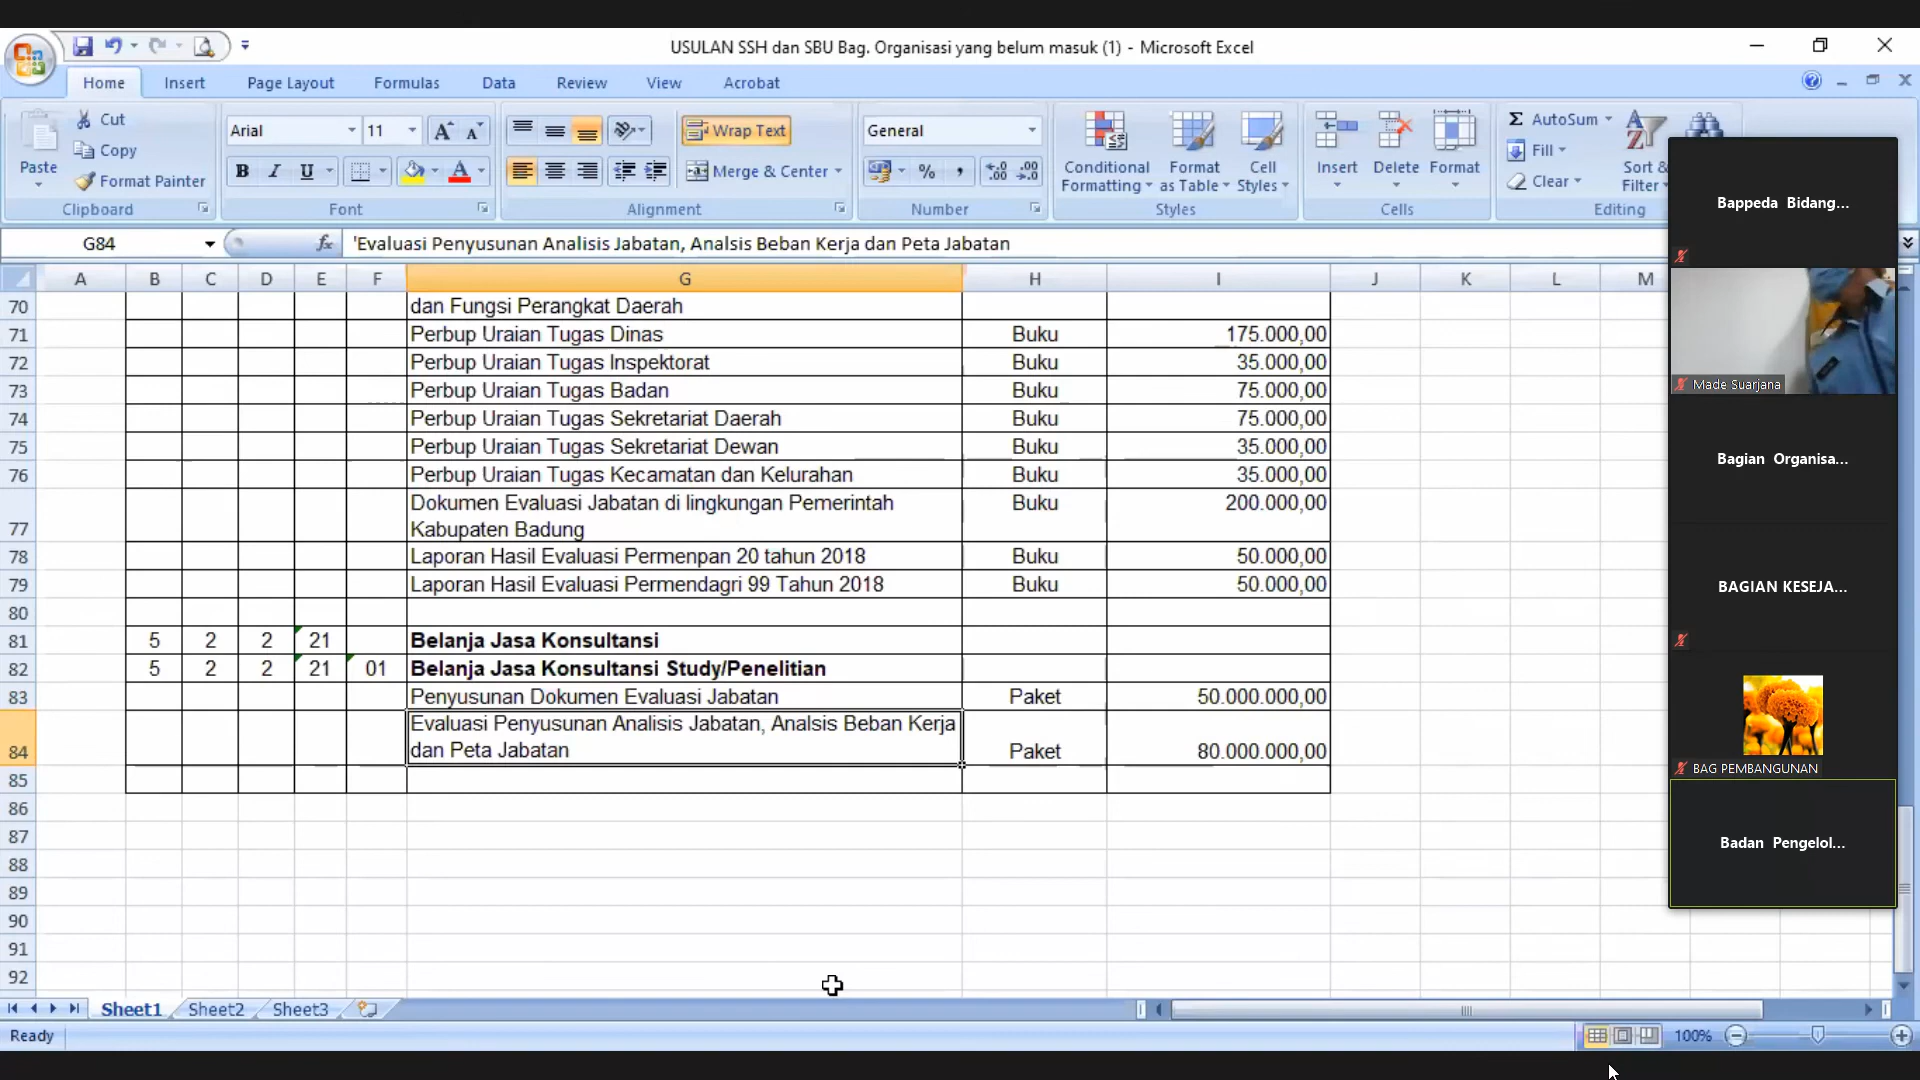 USULAN SSH dan SBU Bag. Organisasi yang belum masuk (1) - Microsoft Excel
Home Insert Page Layout Formulas Data Review View Acrobat
Paste
Cut
Copy
Format Painter
Clipboard
Arial 11
B I U
Font
Wrap Text
Merge & Center
Alignment
General
Number
Conditional Formatting
Format as Table
Cell Styles
Styles
Insert Delete Format
Cells
AutoSum
Fill
Clear
Sort & Filter
Editing
G84 fx 'Evaluasi Penyusunan Analisis Jabatan, Analsis Beban Kerja dan Peta Jabatan
A B C D E F G H I J K L M
70 dan Fungsi Perangkat Daerah
71 Perbup Uraian Tugas Dinas Buku 175.000,00
72 Perbup Uraian Tugas Inspektorat Buku 35.000,00
73 Perbup Uraian Tugas Badan Buku 75.000,00
74 Perbup Uraian Tugas Sekretariat Daerah Buku 75.000,00
75 Perbup Uraian Tugas Sekretariat Dewan Buku 35.000,00
76 Perbup Uraian Tugas Kecamatan dan Kelurahan Buku 35.000,00
Dokumen Evaluasi Jabatan di lingkungan Pemerintah Buku 200.000,00
77 Kabupaten Badung
78 Laporan Hasil Evaluasi Permenpan 20 tahun 2018 Buku 50.000,00
79 Laporan Hasil Evaluasi Permendagri 99 Tahun 2018 Buku 50.000,00
80
81 5 2 2 21 Belanja Jasa Konsultansi
82 5 2 2 21 01 Belanja Jasa Konsultansi Study/Penelitian
83 Penyusunan Dokumen Evaluasi Jabatan Paket 50.000.000,00
Evaluasi Penyusunan Analisis Jabatan, Analsis Beban Kerja
84 dan Peta Jabatan Paket 80.000.000,00
85
86
87
88
89
90
91
92
Sheet1 Sheet2 Sheet3
Ready 100%
Bappeda Bidang...
Made Suarjana
Bagian Organisa...
BAGIAN KESEJA...
BAG PEMBANGUNAN
Badan Pengelol...